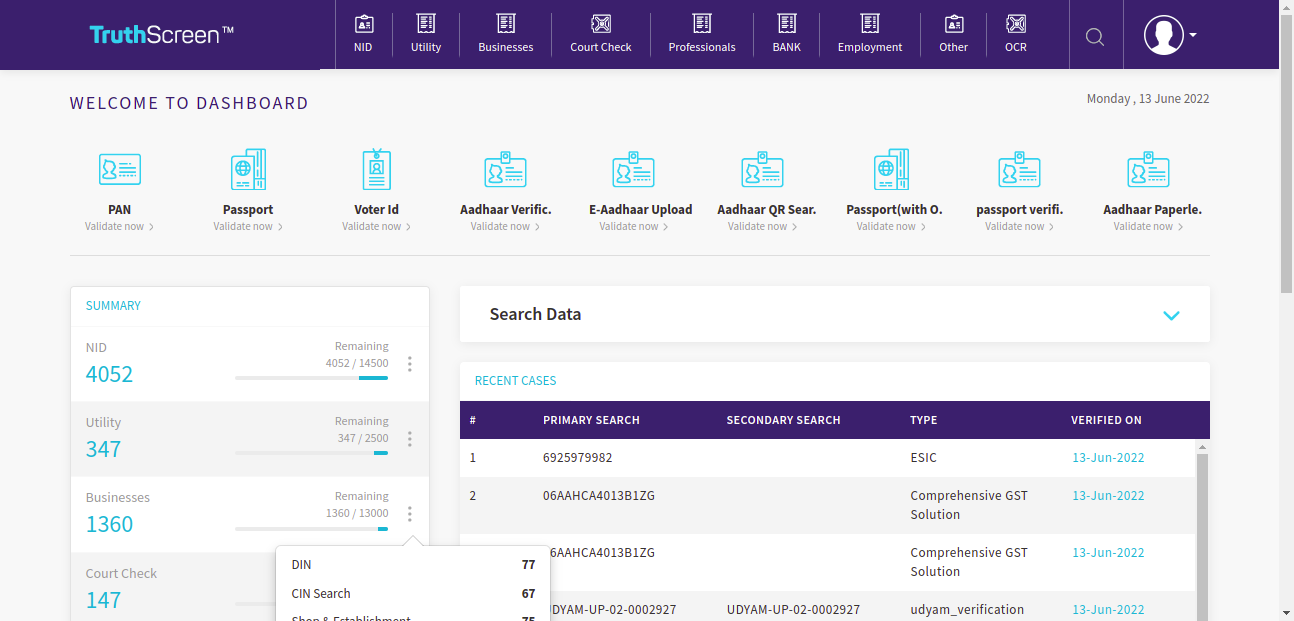 TruthScreen™
NID
Utility
Businesses
Court Check
Professionals
BANK
Employment
Other
OCR
WELCOME TO DASHBOARD
Monday , 13 June 2022
PAN
Validate now
Passport
Validate now
Voter Id
Validate now
Aadhaar Verific.
Validate now
E-Aadhaar Upload
Validate now
Aadhaar QR Sear.
Validate now
Passport(with O.
Validate now
passport verifi.
Validate now
Aadhaar Paperle.
Validate now
SUMMARY
NID
4052
Remaining
4052 / 14500
Utility
347
Remaining
347 / 2500
Businesses
1360
Remaining
1360 / 13000
Court Check
147
DIN 77
CIN Search 67
Shop & Establishment 75
Search Data
RECENT CASES
# PRIMARY SEARCH SECONDARY SEARCH TYPE VERIFIED ON
1 6925979982 ESIC 13-Jun-2022
2 06AAHCA4013B1ZG Comprehensive GST 13-Jun-2022
Solution
6AAHCA4013B1ZG Comprehensive GST 13-Jun-2022
Solution
UDYAM-UP-02-0002927 UDYAM-UP-02-0002927 udyam_verification 13-Jun-2022